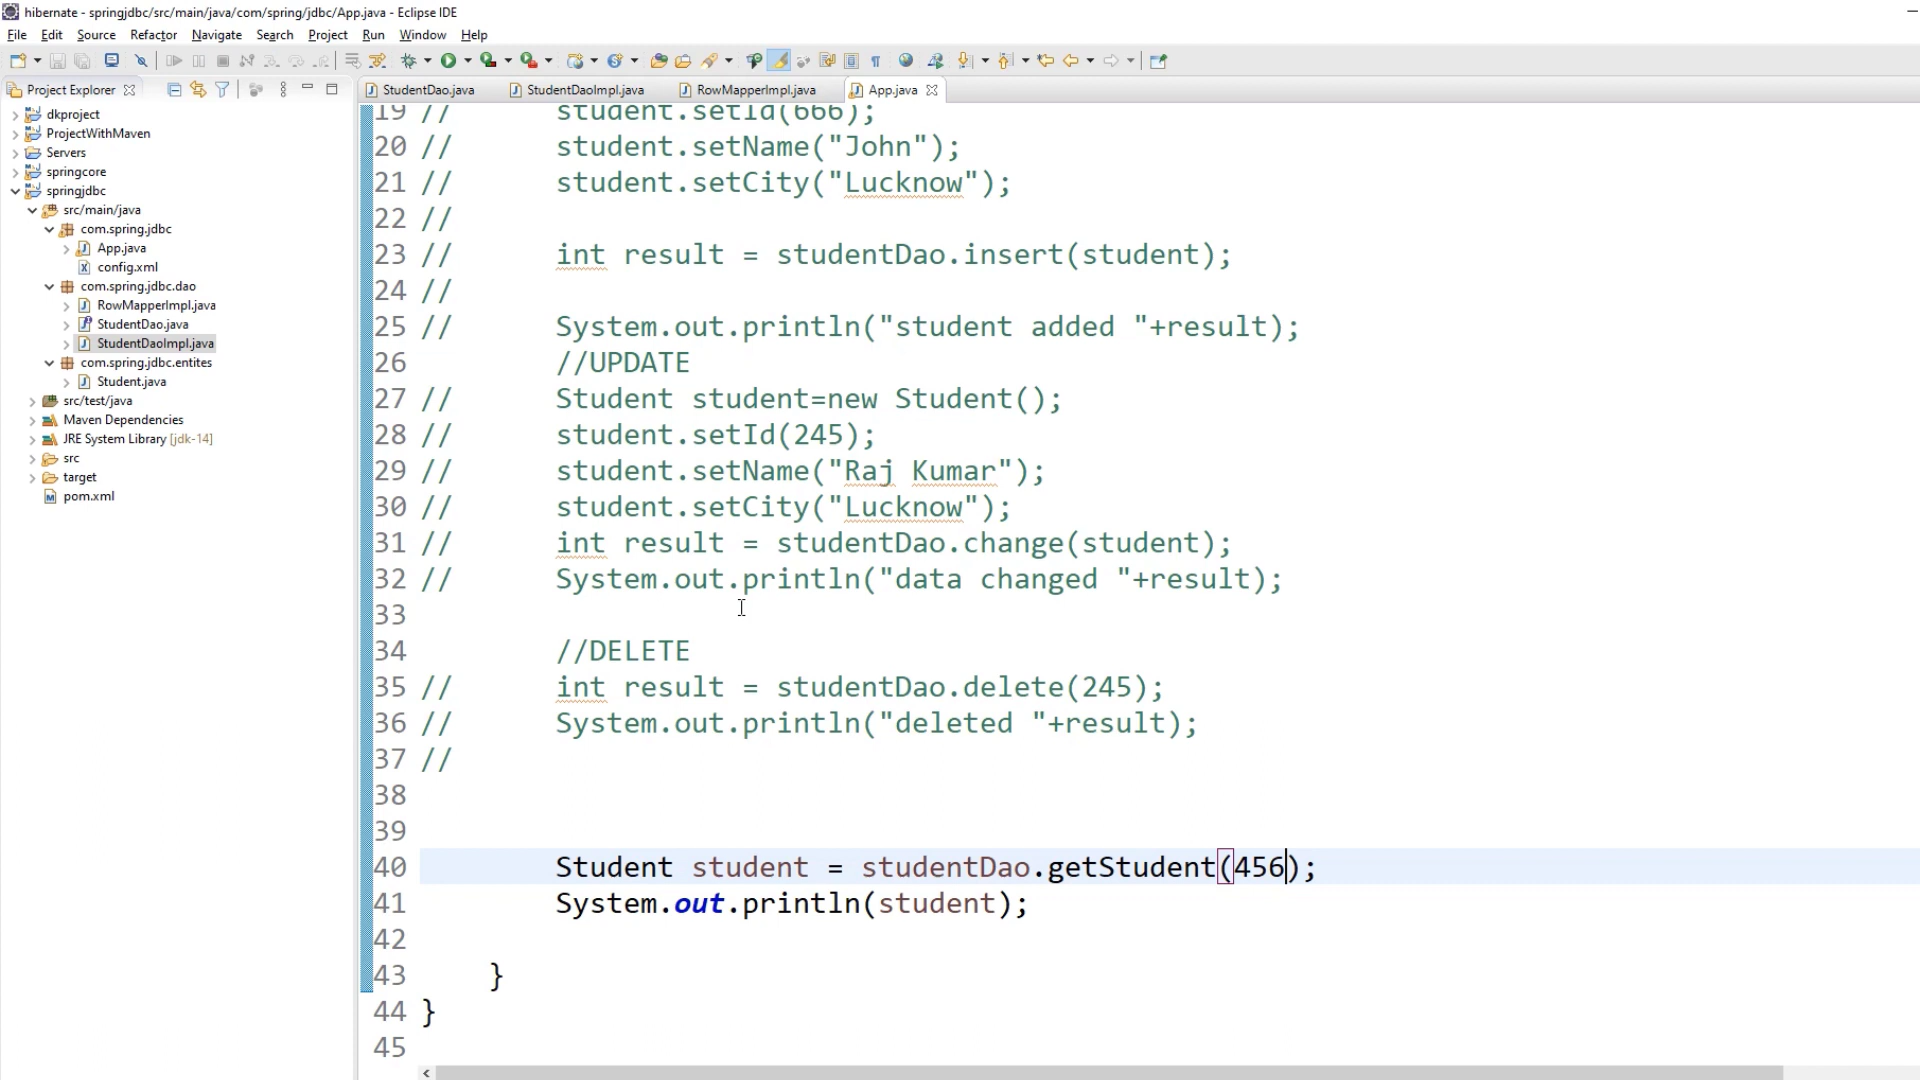 hibernate - springjdbc/src/main/java/com/spring/jdbc/App.java - Eclipse IDE
File Edit Source Refactor Navigate Search Project Run Window Help
Project Explorer
StudentDao.java StudentDaoImpl.java RowMapperImpl.java App.java
dkproject
ProjectWithMaven
Servers
springcore
springjdbc
src/main/java
com.spring.jdbc
App.java
config.xml
com.spring.jdbc.dao
RowMapperImpl.java
StudentDao.java
StudentDaoImpl.java
com.spring.jdbc.entites
Student.java
src/test/java
Maven Dependencies
JRE System Library [jdk-14]
src
target
pom.xml
19 // student.setId(666);
20 // student.setName("John");
21 // student.setCity("Lucknow");
22 //
23 // int result = studentDao.insert(student);
24 //
25 // System.out.println("student added "+result);
26 //UPDATE
27 // Student student=new Student();
28 // student.setId(245);
29 // student.setName("Raj Kumar");
30 // student.setCity("Lucknow");
31 // int result = studentDao.change(student);
32 // System.out.println("data changed "+result);
33
34 //DELETE
35 // int result = studentDao.delete(245);
36 // System.out.println("deleted "+result);
37 //
38
39
40 Student student = studentDao.getStudent(456);
41 System.out.println(student);
42
43 }
44 }
45